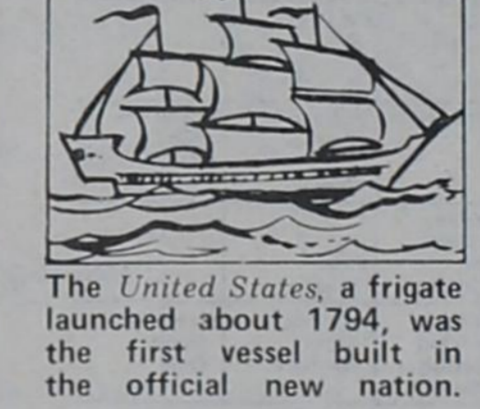 The United States, a frigate
launched about 1794, was
the first vessel built in
the official new nation.